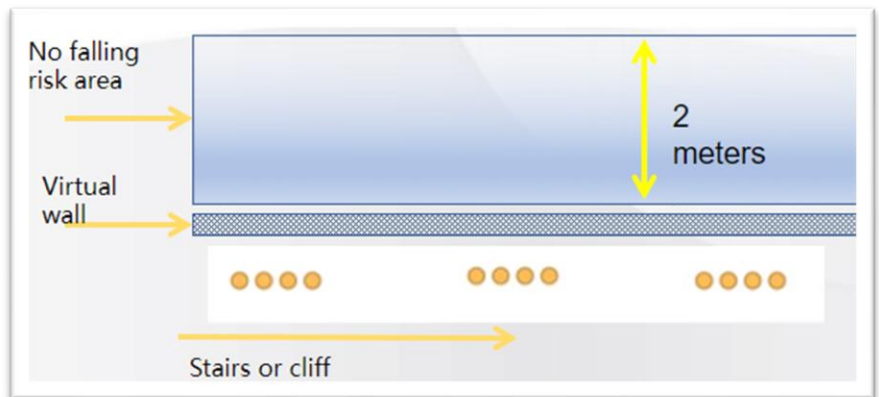 No falling
risk area
2
meters
Virtual
wall
Stairs or cliff